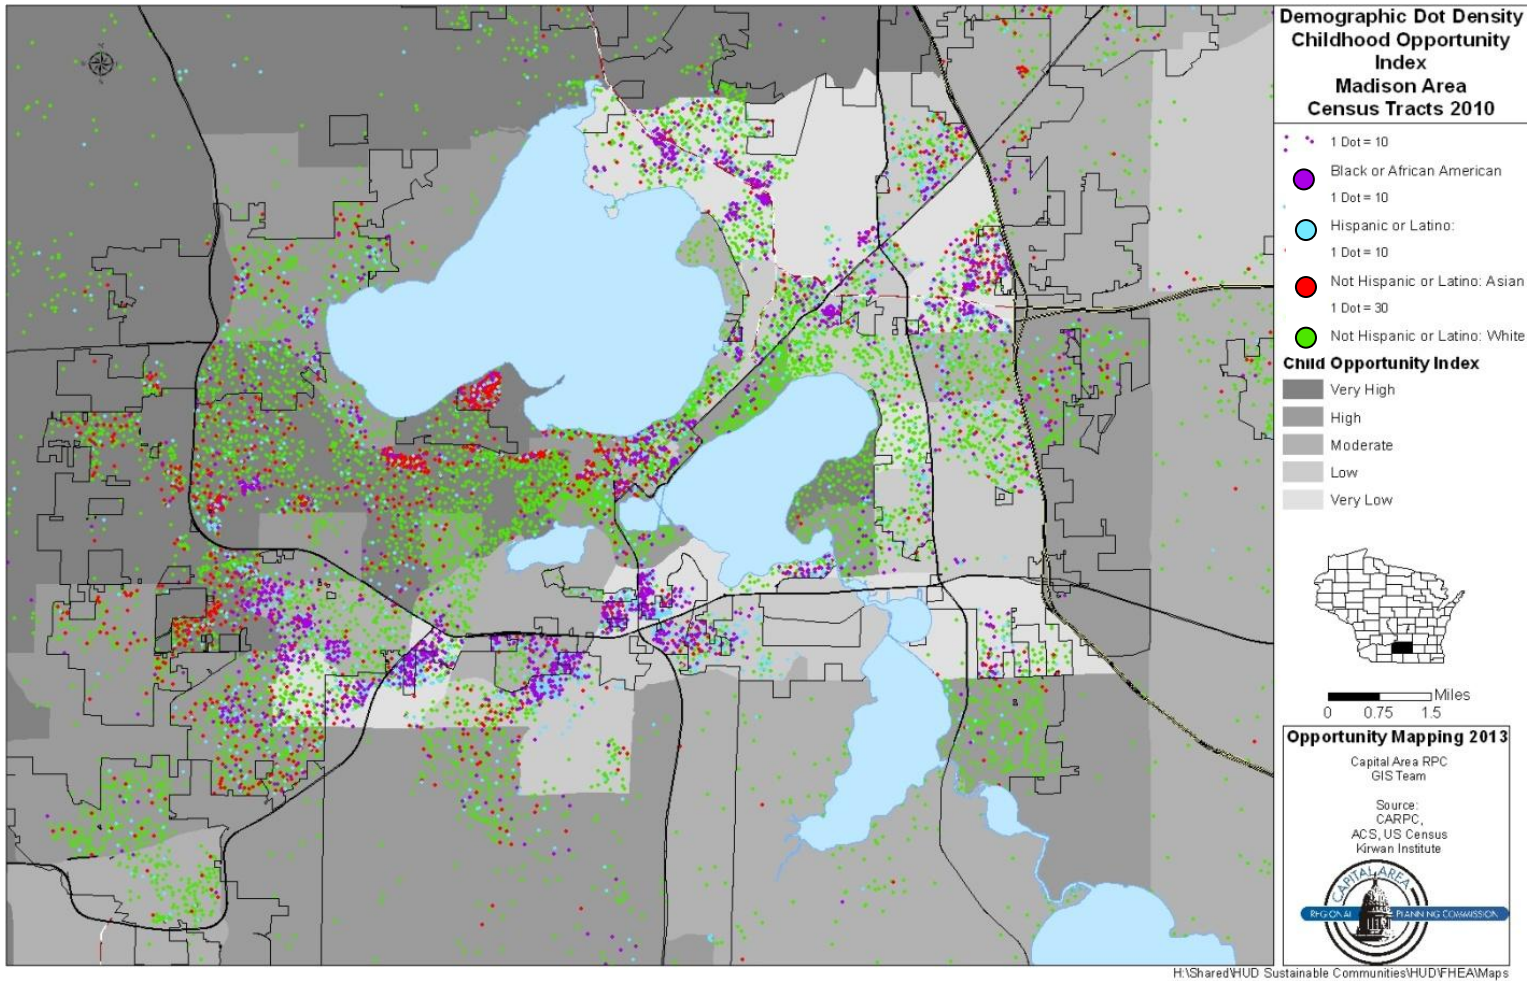 Demographic Dot Density
Childhood Opportunity
Index
Madison Area
Census Tracts 2010
1 Dot = 10
Black or African American
1 Dot = 10
Hispanic or Latino:
1 Dot = 10
Not Hispanic or Latino: Asian
1 Dot = 30
Not Hispanic or Latino: White
Child Opportunity Index
Very High
High
Moderate
Low
Very Low
Miles
0 0.75 1.5
Opportunity Mapping 2013
Capital Area RPC
GIS Team
Source:
CARPC,
ACS, US Census
Kirwan Institute
CAPITAL AREA
REGIONAL PLANNING COMMISSION
H:\Shared\HUD Sustainable Communities\HUD\FHEA\Maps